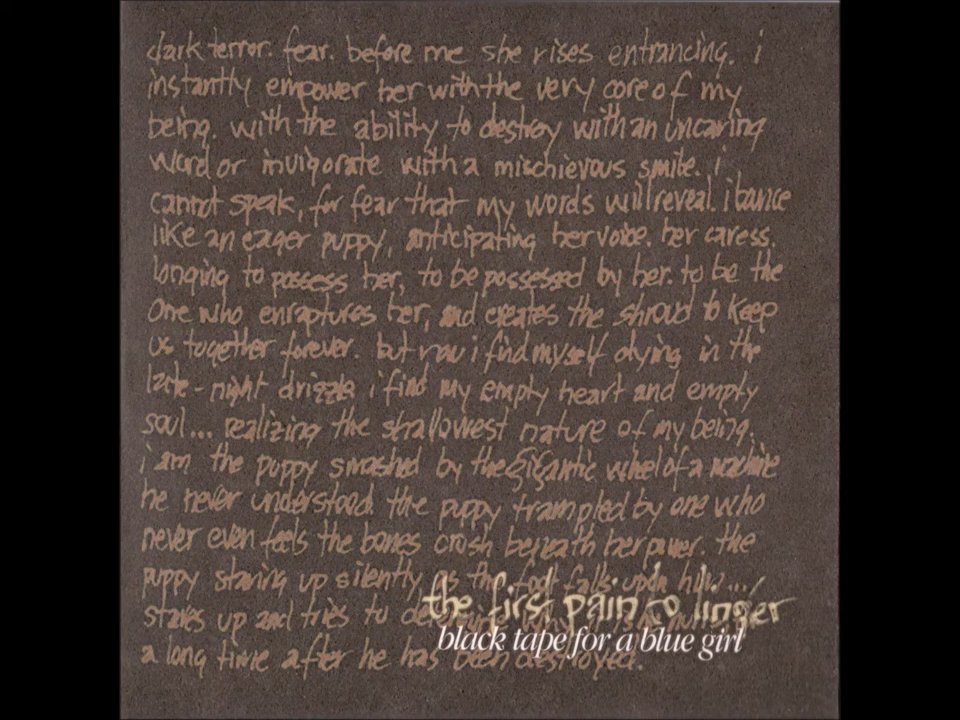 dark terror. fear. before me she rises entrancing. i
instantly empower her with the very core of my
being. with the ability to destroy with an uncaring
word or invigorate with a mischievous smile. i
cannot speak, for fear that my words will reveal. i bounce
like an eager puppy, anticipating her voice. her caress.
longing to possess her, to be possessed by her. to be the
one who enraptures her, and creates the shroud to keep
us together forever. but now i find myself dying in the
late-night drizzle i find my empty heart and empty
soul... realizing the shallowest nature of my being.
i am the puppy smashed by the gigantic wheel of a machine
he never understood. the puppy trampled by one who
never even feels the bones crush beneath her power. the
puppy staring up silently as the foot falls upon him...
stares up and tries to
a long time after he has been destroyed.
the first pain to linger
black tape for a blue girl